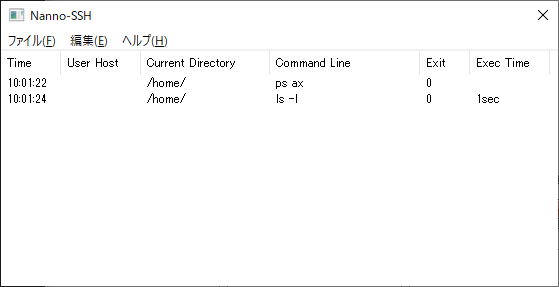 Nanno-SSH
ファイル(F) 編集(E) ヘルプ(H)
Time User Host Current Directory Command Line Exit Exec Time
10:01:22 /home/ ps ax 0
10:01:24 /home/ ls -l 0 1sec